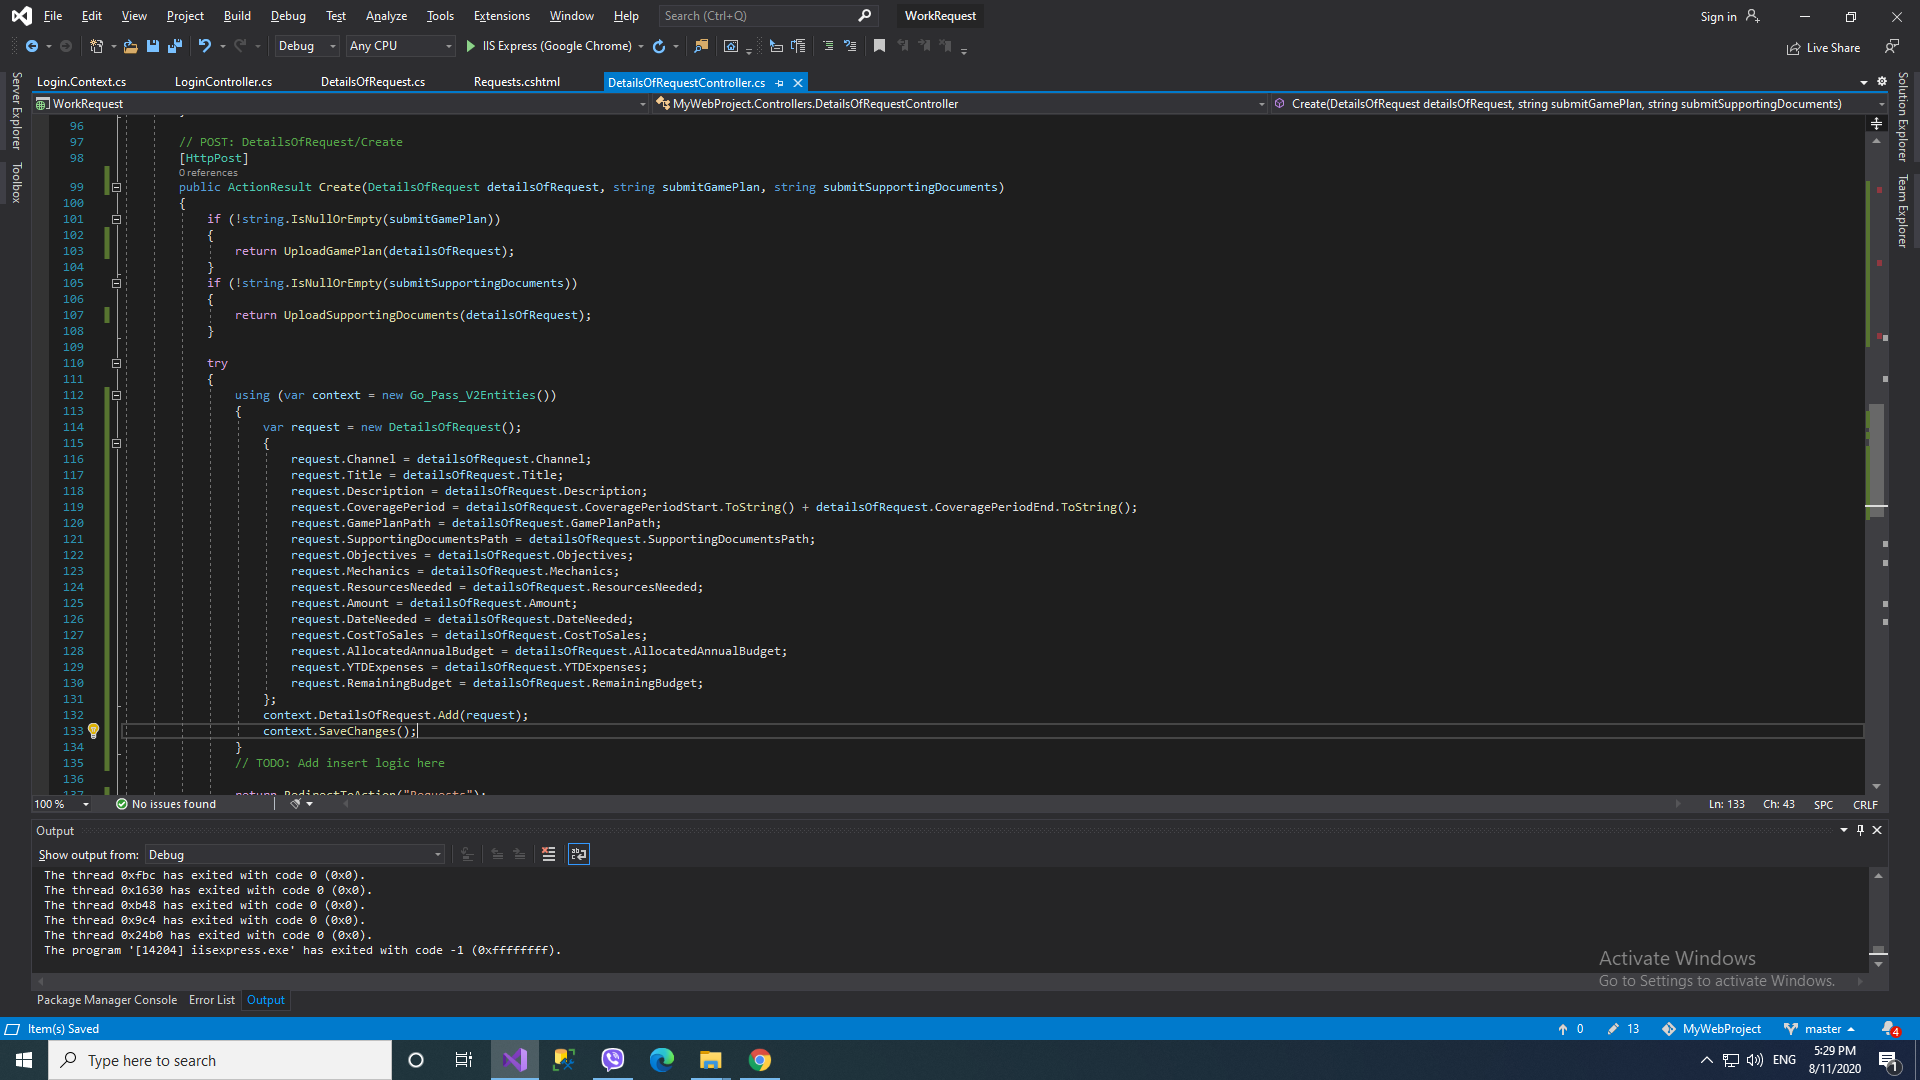 File Edit View Project Build Debug Test Analyze Tools Extensions Window Help Search (Ctrl+Q) WorkRequest Sign in
Debug Any CPU IIS Express (Google Chrome) Live Share
Login.Context.cs LoginController.cs DetailsOfRequest.cs Requests.cshtml DetailsOfRequestController.cs
WorkRequest MyWebProject.Controllers.DetailsOfRequestController Create(DetailsOfRequest detailsOfRequest, string submitGamePlan, string submitSupportingDocuments)
Server Explorer
Toolbox
Solution Explorer
Team Explorer
96
97 // POST: DetailsOfRequest/Create
98 [HttpPost]
0 references
99 public ActionResult Create(DetailsOfRequest detailsOfRequest, string submitGamePlan, string submitSupportingDocuments)
100 {
101 if (!string.IsNullOrEmpty(submitGamePlan))
102 {
103 return UploadGamePlan(detailsOfRequest);
104 }
105 if (!string.IsNullOrEmpty(submitSupportingDocuments))
106 {
107 return UploadSupportingDocuments(detailsOfRequest);
108 }
109
110 try
111 {
112 using (var context = new Go_Pass_V2Entities())
113 {
114 var request = new DetailsOfRequest();
115 {
116 request.Channel = detailsOfRequest.Channel;
117 request.Title = detailsOfRequest.Title;
118 request.Description = detailsOfRequest.Description;
119 request.CoveragePeriod = detailsOfRequest.CoveragePeriodStart.ToString() + detailsOfRequest.CoveragePeriodEnd.ToString();
120 request.GamePlanPath = detailsOfRequest.GamePlanPath;
121 request.SupportingDocumentsPath = detailsOfRequest.SupportingDocumentsPath;
122 request.Objectives = detailsOfRequest.Objectives;
123 request.Mechanics = detailsOfRequest.Mechanics;
124 request.ResourcesNeeded = detailsOfRequest.ResourcesNeeded;
125 request.Amount = detailsOfRequest.Amount;
126 request.DateNeeded = detailsOfRequest.DateNeeded;
127 request.CostToSales = detailsOfRequest.CostToSales;
128 request.AllocatedAnnualBudget = detailsOfRequest.AllocatedAnnualBudget;
129 request.YTDExpenses = detailsOfRequest.YTDExpenses;
130 request.RemainingBudget = detailsOfRequest.RemainingBudget;
131 };
132 context.DetailsOfRequest.Add(request);
133 context.SaveChanges();
134 }
135 // TODO: Add insert logic here
136
137 return RedirectToAction("Requests");
100 % No issues found Ln: 133 Ch: 43 SPC CRLF
Output
Show output from: Debug
The thread 0xfbc has exited with code 0 (0x0).
The thread 0x1630 has exited with code 0 (0x0).
The thread 0xb48 has exited with code 0 (0x0).
The thread 0x9c4 has exited with code 0 (0x0).
The thread 0x24b0 has exited with code 0 (0x0).
The program '[14204] iisexpress.exe' has exited with code -1 (0xffffffff).
Activate Windows
Go to Settings to activate Windows.
Package Manager Console Error List Output
Item(s) Saved 0 13 MyWebProject master 4
Type here to search ENG 5:29 PM 1
8/11/2020